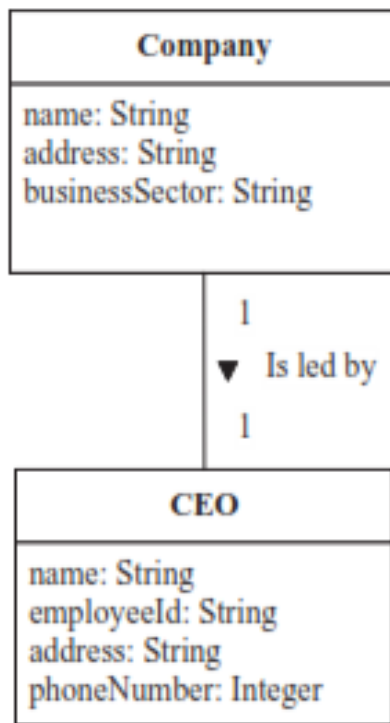 Company
name: String
address: String
businessSector: String
1
Is led by
1
CEO
name: String
employeeId: String
address: String
phoneNumber: Integer